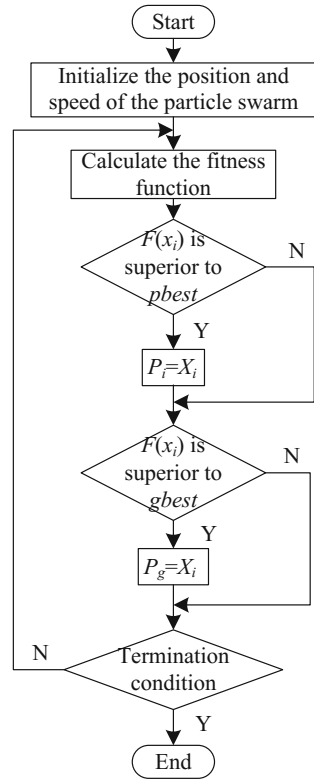 Start
Initialize the position and
speed of the particle swarm
Calculate the fitness
function
F(xᵢ) is
superior to
pbest
N
Y
Pᵢ=Xᵢ
F(xᵢ) is
superior to
gbest
N
Y
P_g=Xᵢ
N
Termination
condition
Y
End